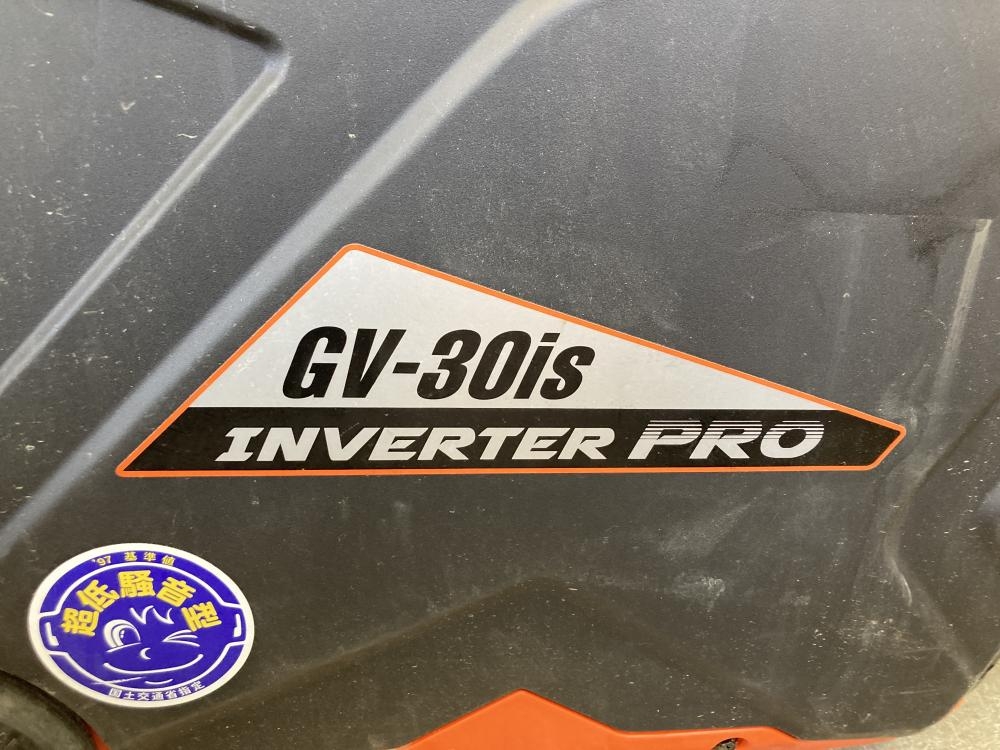 GV-30is
INVERTER PRO
'97 基準値
超低騒音型
国土交通省指定